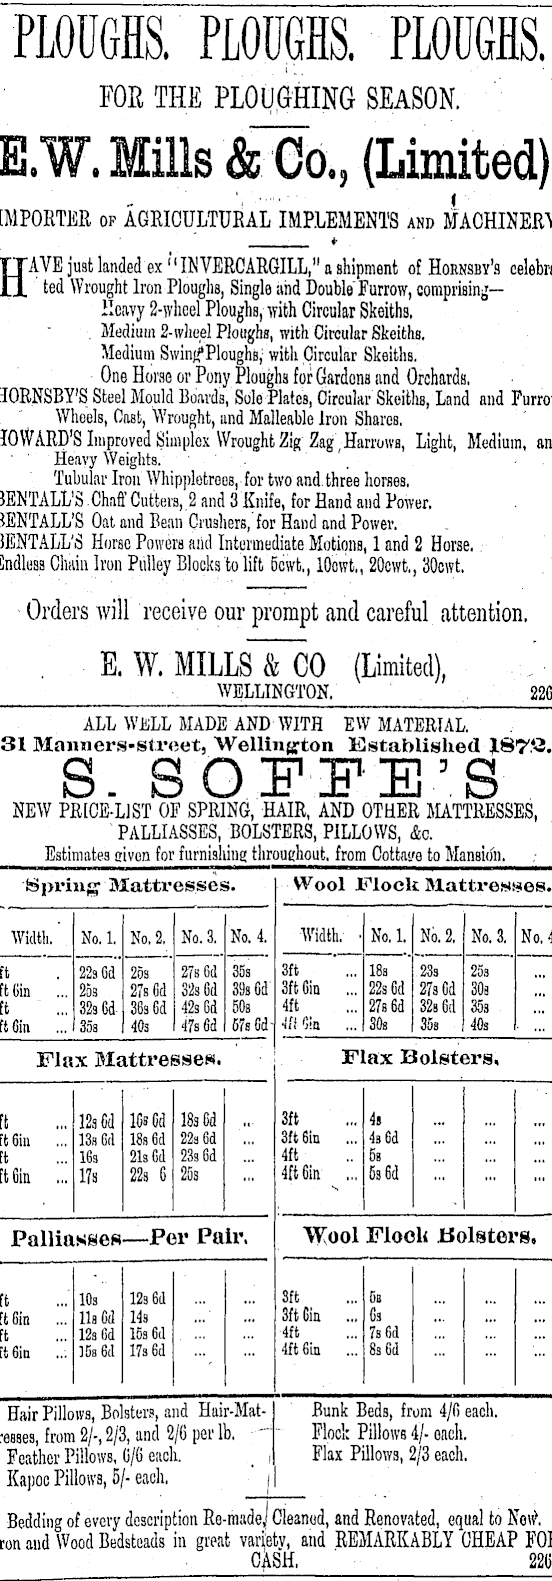 PLOUGHS. PLOUGHS. PLOUGHS.
FOR THE PLOUGHING SEASON.
E. W. Mills & Co., (Limited)
IMPORTER OF AGRICULTURAL IMPLEMENTS AND MACHINERY
HAVE just landed ex "INVERCARGILL," a shipment of HORNSBY'S celebra
ted Wrought Iron Ploughs, Single and Double Furrow, comprising—
Heavy 2-wheel Ploughs, with Circular Skeiths.
Medium 2-wheel Ploughs, with Circular Skeiths.
Medium Swing Ploughs, with Circular Skeiths.
One Horse or Pony Ploughs for Gardens and Orchards.
HORNSBY'S Steel Mould Boards, Sole Plates, Circular Skeiths, Land and Furro
Wheels, Cast, Wrought, and Malleable Iron Shares.
HOWARD'S Improved Simplex Wrought Zig Zag Harrows, Light, Medium, an
Heavy Weights.
Tubular Iron Whippletrees, for two and three horses.
BENTALL'S Chaff Cutters, 2 and 3 Knife, for Hand and Power.
BENTALL'S Oat and Bean Crushers, for Hand and Power.
BENTALL'S Horse Powers and Intermediate Motions, 1 and 2 Horse.
Endless Chain Iron Pulley Blocks to lift 5cwt., 10cwt., 20cwt., 30cwt.
Orders will receive our prompt and careful attention.
E. W. MILLS & CO (Limited),
WELLINGTON. 226
ALL WELL MADE AND WITH EW MATERIAL.
31 Manners-street, Wellington Established 1872.
S. SOFFE'S
NEW PRICE-LIST OF SPRING, HAIR, AND OTHER MATTRESSES,
PALLIASSES, BOLSTERS, PILLOWS, &c.
Estimates given for furnishing throughout, from Cottage to Mansion.
Spring Mattresses.
Width. No. 1. No. 2. No. 3. No. 4.
ft . 22s 6d 25s 27s 6d 35s
ft 6in ... 25s 27s 6d 32s 6d 39s 6d
ft ... 32s 6d 36s 6d 42s 6d 50s
ft 6in ... 35s 40s 47s 6d 57s 6d
Wool Flock Mattresses.
Width. No. 1. No. 2. No. 3. No. 4
3ft ... 18s 23s 25s ...
3ft 6in ... 22s 6d 27s 6d 30s ...
4ft ... 27s 6d 32s 6d 35s ...
4ft 6in ... 30s 35s 40s ...
Flax Mattresses.
ft ... 12s 6d 16s 6d 18s 6d ...
ft 6in ... 13s 6d 18s 6d 22s 6d ...
ft ... 16s 21s 6d 23s 6d ...
ft 6in ... 17s 22s 6 25s ...
Flax Bolsters.
3ft ... 4s ... ... ...
3ft 6in ... 4s 6d ... ... ...
4ft ... 5s ... ... ...
4ft 6in ... 5s 6d ... ... ...
Palliasses—Per Pair.
ft ... 10s 12s 6d ... ...
ft 6in ... 11s 6d 14s ... ...
ft ... 12s 6d 15s 6d ... ...
ft 6in ... 15s 6d 17s 6d ... ...
Wool Flock Bolsters.
3ft ... 5s ... ... ...
3ft 6in ... 6s ... ... ...
4ft ... 7s 6d ... ... ...
4ft 6in ... 8s 6d ... ... ...
Hair Pillows, Bolsters, and Hair-Mat-
resses, from 2/-, 2/3, and 2/6 per lb.
Feather Pillows, 6/6 each.
Kapoc Pillows, 5/- each.
Bunk Beds, from 4/6 each.
Flock Pillows 4/- each.
Flax Pillows, 2/3 each.
Bedding of every description Re-made, Cleaned, and Renovated, equal to New.
ron and Wood Bedsteads in great variety, and REMARKABLY CHEAP FOR
CASH. 226